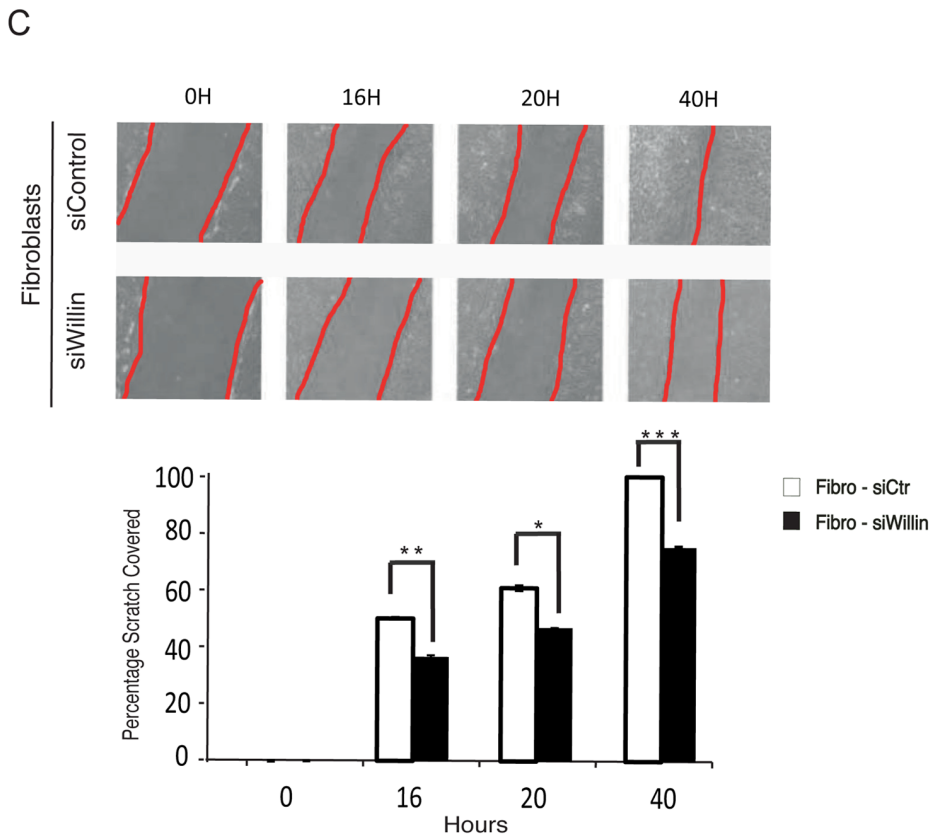 C
0H 16H 20H 40H
Fibroblasts
siControl
siWillin
***
100
Fibro - siCtr
80
Fibro - siWillin
*
**
60
40
20
0
Percentage Scratch Covered
0 16 20 40
Hours